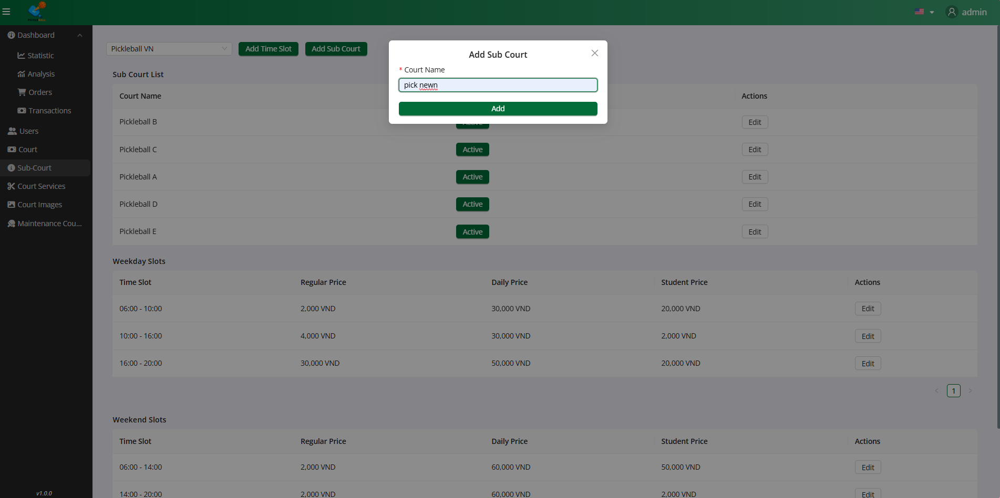 PICKLEBALL
admin
Dashboard
Statistic
Analysis
Orders
Transactions
Users
Court
Sub-Court
Court Services
Court Images
Maintenance Cou...
v1.0.0
Pickleball VN
Add Time Slot
Add Sub Court
Add Sub Court
* Court Name
pick newn
Add
Sub Court List
Court Name Actions
Pickleball B Active Edit
Pickleball C Active Edit
Pickleball A Active Edit
Pickleball D Active Edit
Pickleball E Active Edit
Weekday Slots
Time Slot Regular Price Daily Price Student Price Actions
06:00 - 10:00 2,000 VND 30,000 VND 20,000 VND Edit
10:00 - 16:00 4,000 VND 30,000 VND 2,000 VND Edit
16:00 - 20:00 30,000 VND 50,000 VND 20,000 VND Edit
< 1 >
Weekend Slots
Time Slot Regular Price Daily Price Student Price Actions
06:00 - 14:00 2,000 VND 60,000 VND 50,000 VND Edit
14:00 - 20:00 2,000 VND 60,000 VND 2,000 VND Edit